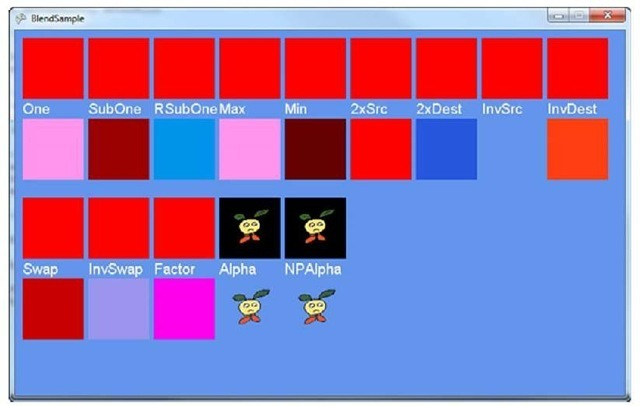 BlendSample
One SubOne RSubOne Max Min 2xSrc 2xDest InvSrc InvDest
Swap InvSwap Factor Alpha NPAlpha